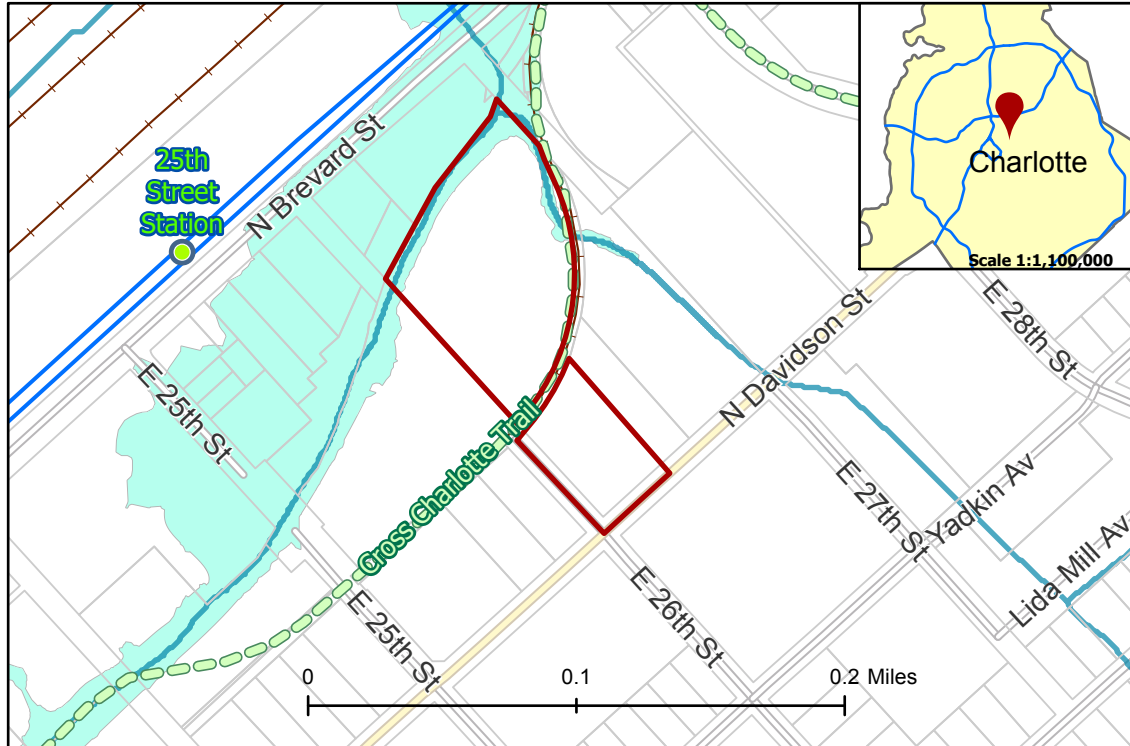 25th
Street
Station
N Brevard St
Charlotte
Scale 1:1,100,000
E 28th St
N Davidson St
E 25th St
Cross Charlotte Trail
E 27th St
Yadkin Av
Lida Mill Av
E 25th St
E 26th St
0
0.1
0.2 Miles